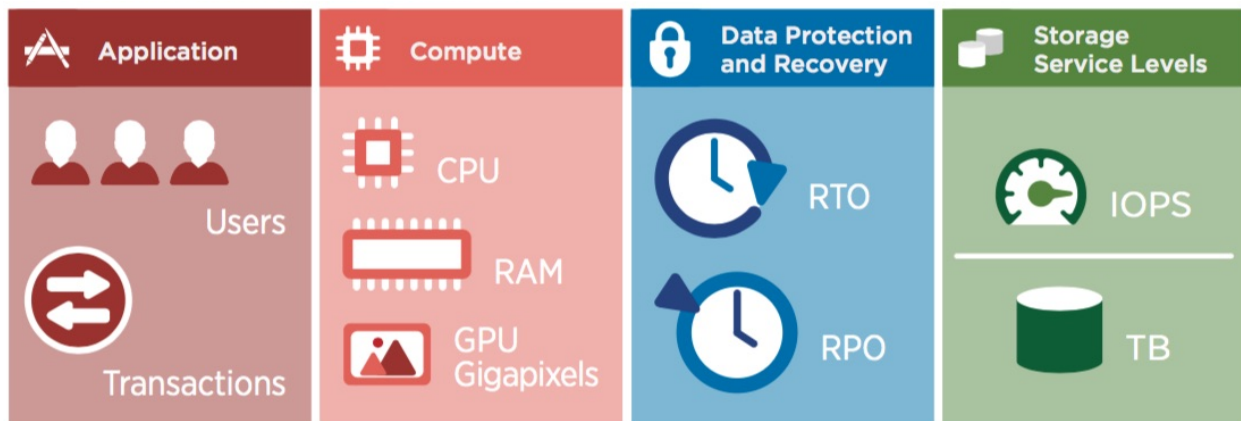 Application
Users
Transactions
Compute
CPU
RAM
GPU
Gigapixels
Data Protection
and Recovery
RTO
RPO
Storage
Service Levels
IOPS
TB